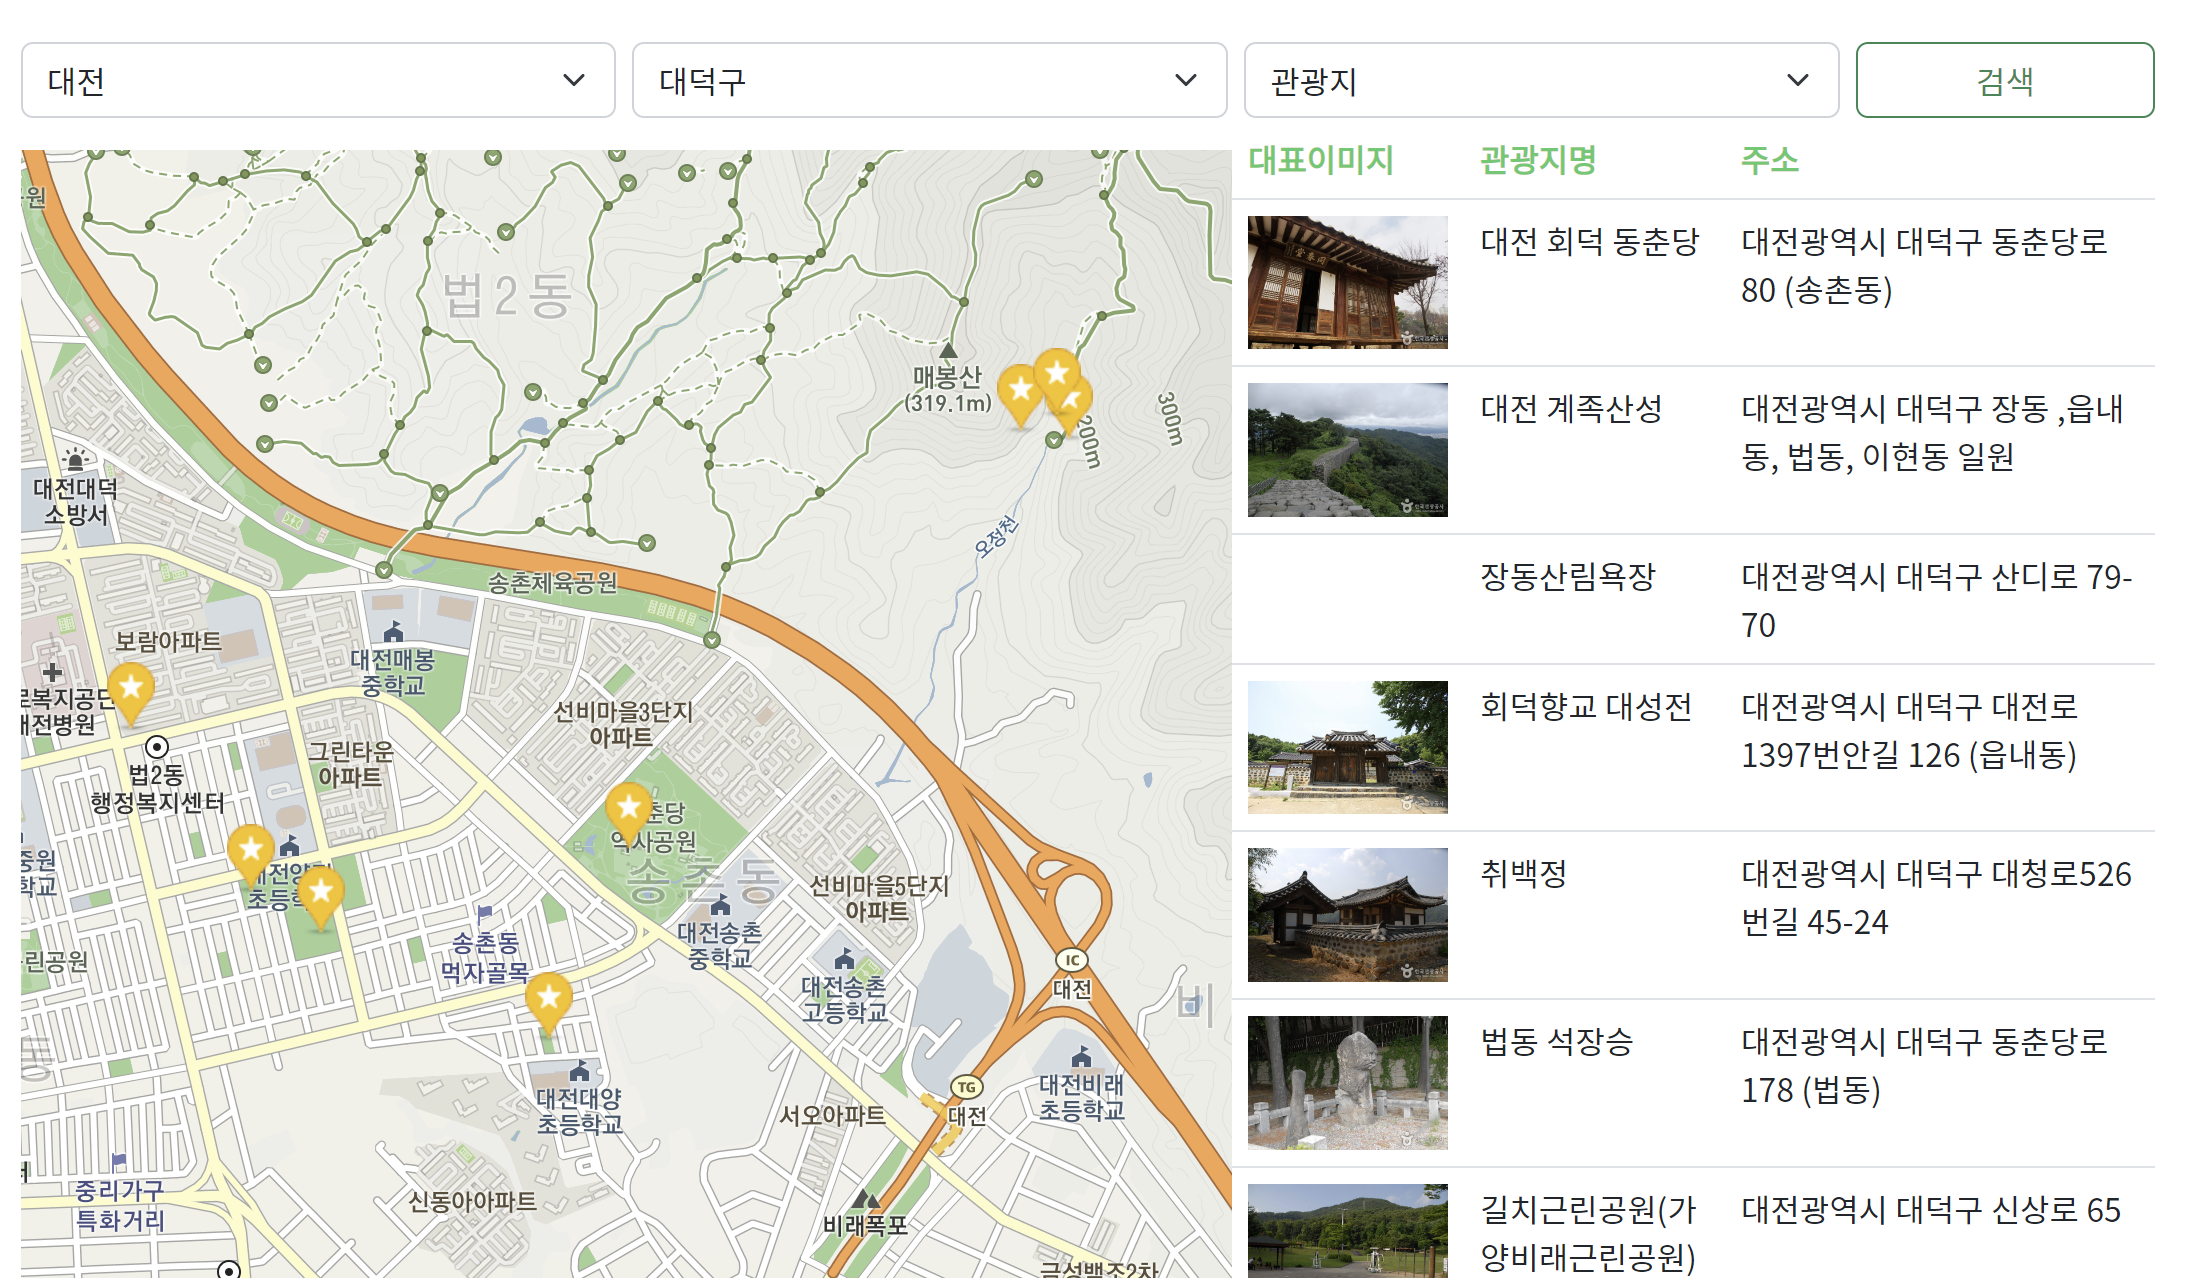 대전
대덕구
관광지
검색
대표이미지
관광지명
주소
대전 회덕 동춘당
대전광역시 대덕구 동춘당로
80 (송촌동)
대전 계족산성
대전광역시 대덕구 장동 ,읍내
동, 법동, 이현동 일원
장동산림욕장
대전광역시 대덕구 산디로 79-
70
회덕향교 대성전
대전광역시 대덕구 대전로
1397번안길 126 (읍내동)
취백정
대전광역시 대덕구 대청로526
번길 45-24
법동 석장승
대전광역시 대덕구 동춘당로
178 (법동)
길치근린공원(가
양비래근린공원)
대전광역시 대덕구 신상로 65
법2동
매봉산
(319.1m)
300m
200m
대전대덕
소방서
오정천
송촌체육공원
보람아파트
대전매봉
중학교
로복지공단
대전병원
선비마을3단지
아파트
그린타운
아파트
법2동
행정복지센터
춘당
역사공원
송촌동
중원
학교
대전양지
초등학
선비마을5단지
아파트
송촌동
먹자골목
대전송촌
중학교
린공원
대전송촌
고등학교
IC
대전
비
동
대전대양
초등학교
서오아파트
TG
대전
대전비래
초등학교
중리가구
특화거리
신동아아파트
비래폭포
금성백조2차